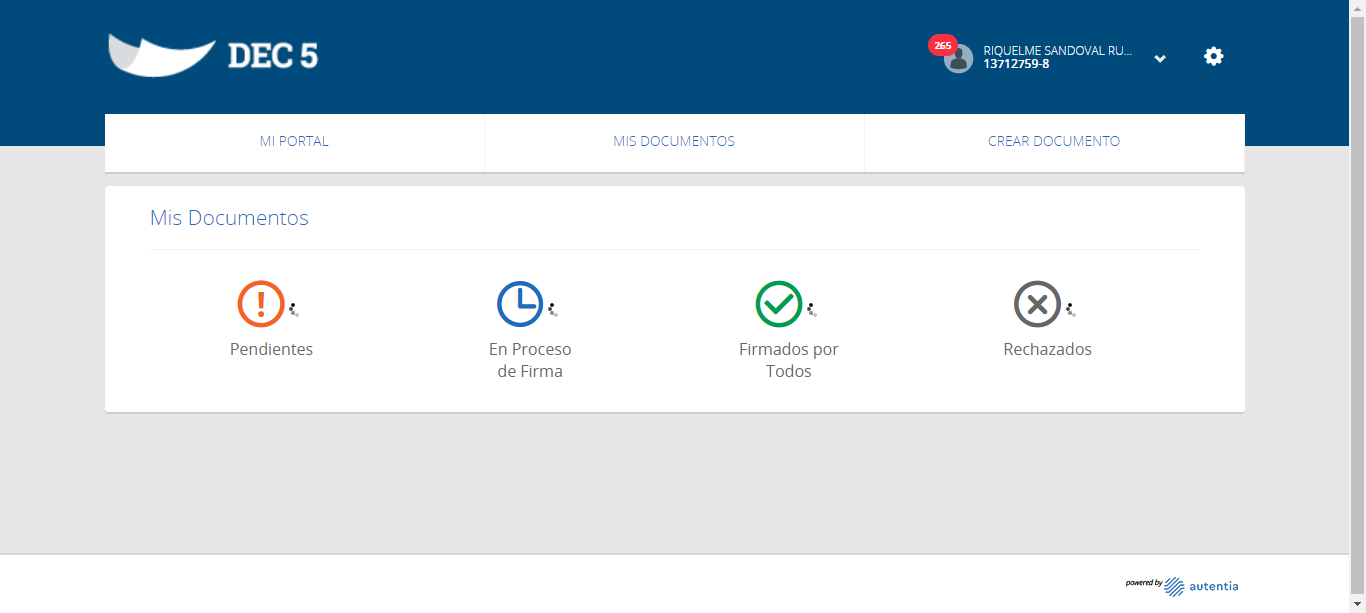 DEC 5
265
RIQUELME SANDOVAL RU...
13712759-8
MI PORTAL
MIS DOCUMENTOS
CREAR DOCUMENTO
Mis Documentos
Pendientes
En Proceso
de Firma
Firmados por
Todos
Rechazados
powered by autentia